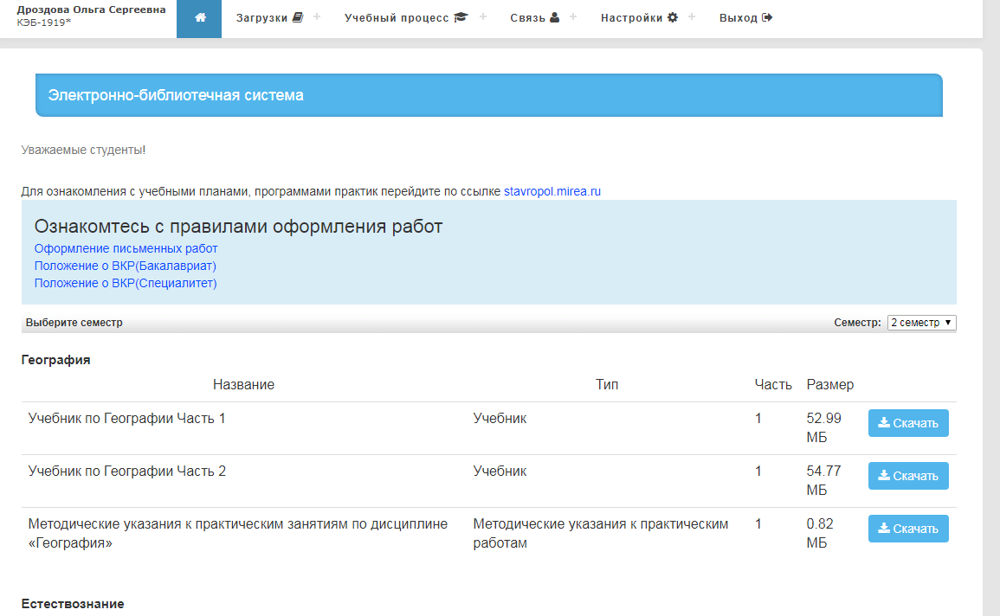 Дроздова Ольга Сергеевна
КЭБ-1919*
Загрузки + Учебный процесс + Связь + Настройки + Выход
Электронно-библиотечная система
Уважаемые студенты!
Для ознакомления с учебными планами, программами практик перейдите по ссылке stavropol.mirea.ru
Ознакомтесь с правилами оформления работ
Оформление письменных работ
Положение о ВКР(Бакалавриат)
Положение о ВКР(Специалитет)
Выберите семестр Семестр: 2 семестр
География
Название Тип Часть Размер
Учебник по Географии Часть 1 Учебник 1 52.99 Скачать
МБ
Учебник по Географии Часть 2 Учебник 1 54.77 Скачать
МБ
Методические указания к практическим занятиям по дисциплине Методические указания к практическим 1 0.82 Скачать
«География» работам МБ
Естествознание